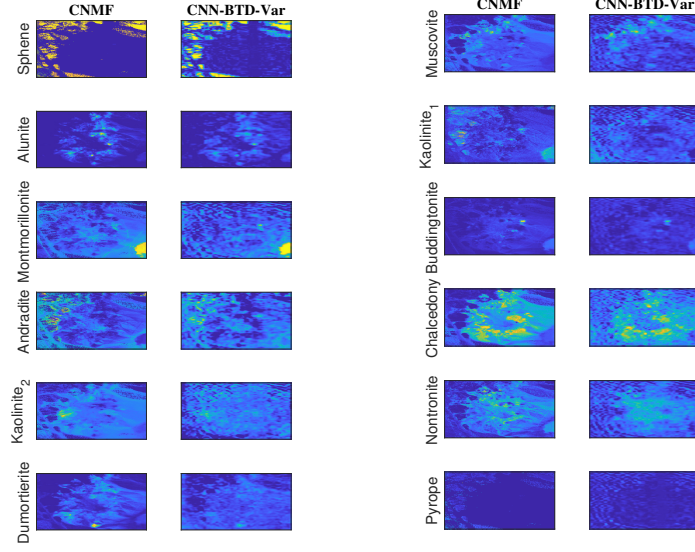 CNMF CNN-BTD-Var
Sphene
Alunite
Montmorillonite
Andradite
Kaolinite₂
Dumortierite
CNMF CNN-BTD-Var
Muscovite
Kaolinite₁
Buddingtonite
Chalcedony
Nontronite
Pyrope